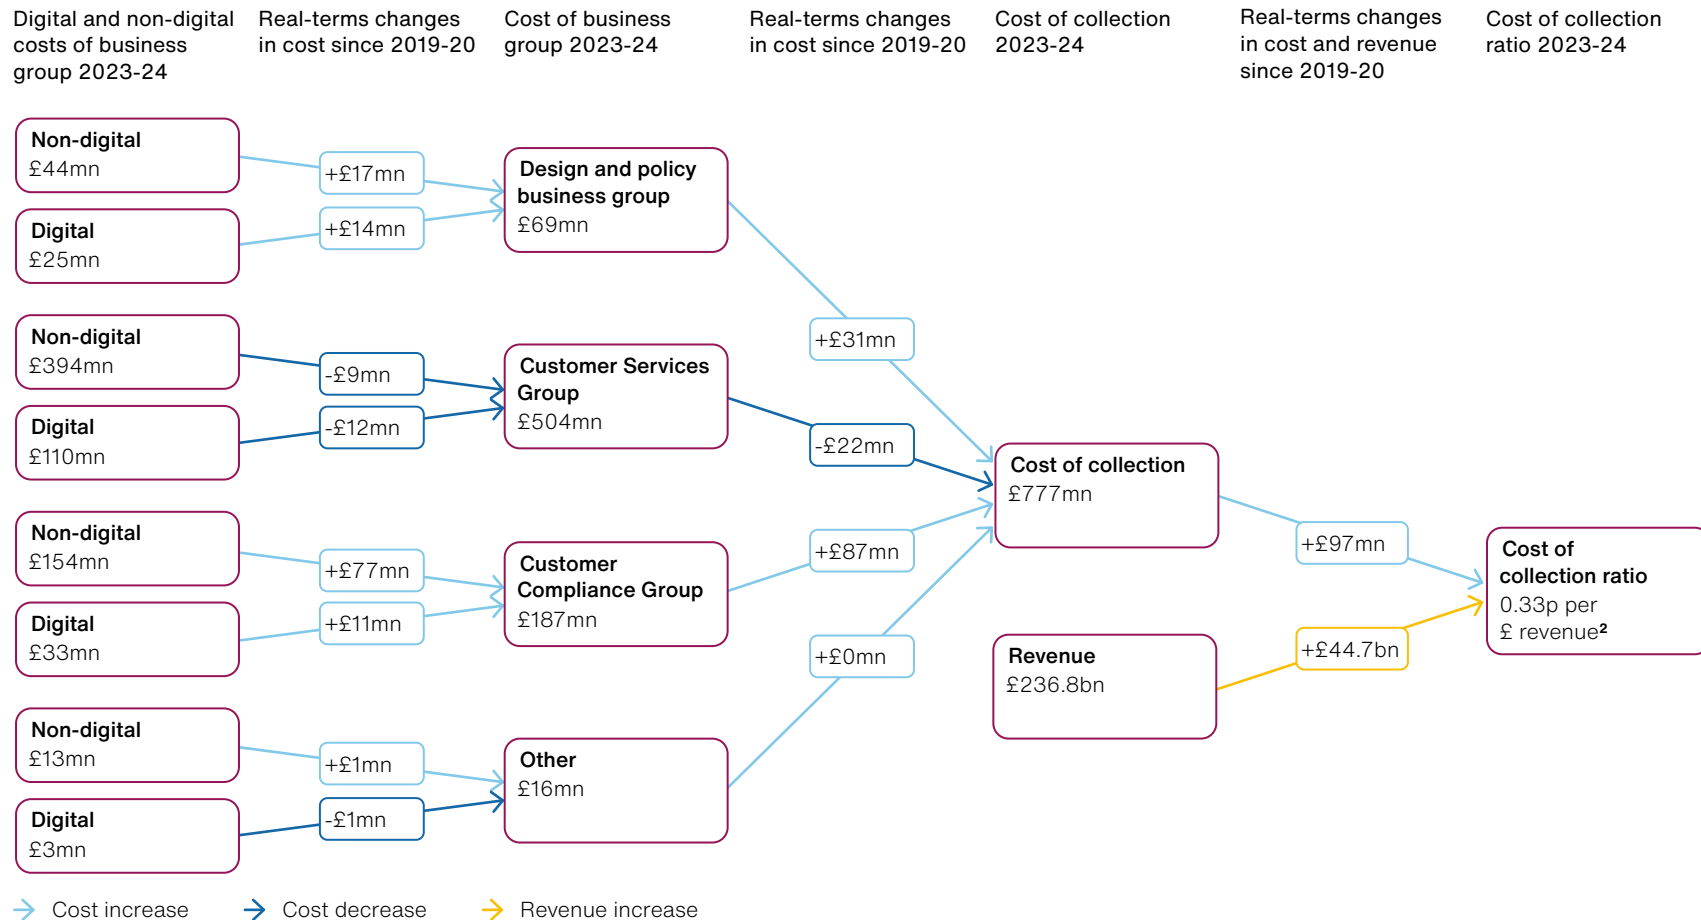 Digital and non-digital
costs of business
group 2023-24
Real-terms changes
in cost since 2019-20
Cost of business
group 2023-24
Real-terms changes
in cost since 2019-20
Cost of collection
2023-24
Real-terms changes
in cost and revenue
since 2019-20
Cost of collection
ratio 2023-24
Non-digital
£44mn
+£17mn
Digital
£25mn
+£14mn
Design and policy
business group
£69mn
+£31mn
Non-digital
£394mn
-£9mn
Digital
£110mn
-£12mn
Customer Services
Group
£504mn
-£22mn
Non-digital
£154mn
+£77mn
Digital
£33mn
+£11mn
Customer
Compliance Group
£187mn
+£87mn
Non-digital
£13mn
+£1mn
Digital
£3mn
-£1mn
Other
£16mn
+£0mn
Cost of collection
£777mn
+£97mn
Revenue
£236.8bn
+£44.7bn
Cost of
collection ratio
0.33p per
£ revenue²
Cost increase
Cost decrease
Revenue increase